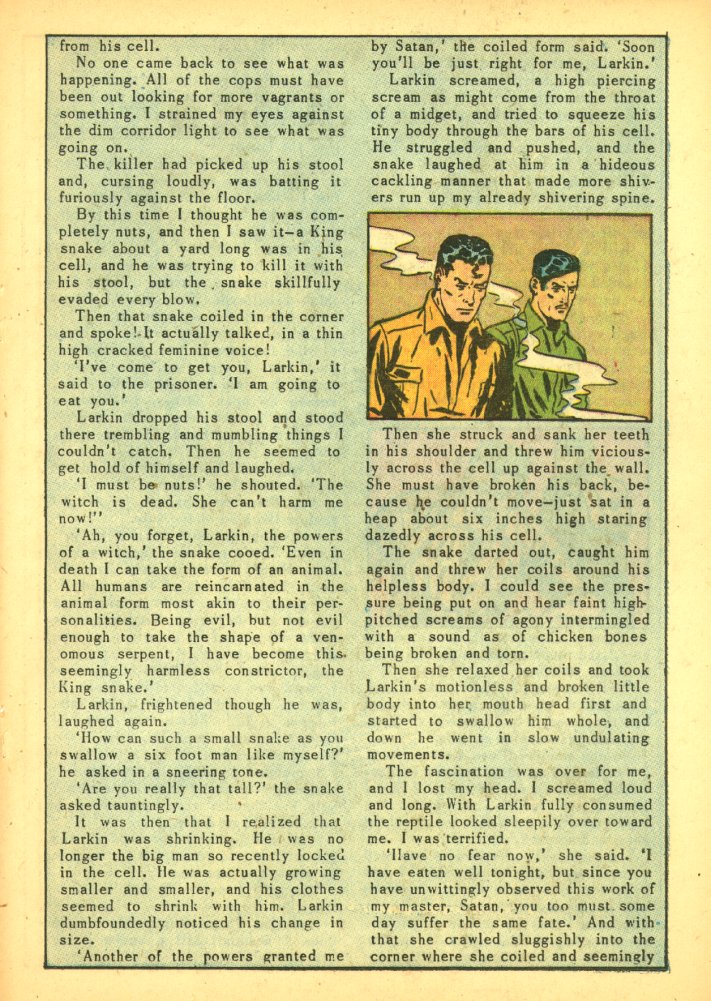 from his cell.
No one came back to see what was
happening. All of the cops must have
been out looking for more vagrants or
something. I strained my eyes against
the dim corridor light to see what was
going on.
The killer had picked up his stool
and, cursing loudly, was batting it
furiously against the floor.
By this time I thought he was com-
pletely nuts, and then I saw it—a King
snake about a yard long was in his
cell, and he was trying to kill it with
his stool, but the snake skillfully
evaded every blow.
Then that snake coiled in the corner
and spoke! It actually talked, in a thin
high cracked feminine voice!
'I've come to get you, Larkin,' it
said to the prisoner. 'I am going to
eat you.'
Larkin dropped his stool and stood
there trembling and mumbling things I
couldn't catch. Then he seemed to
get hold of himself and laughed.
'I must be nuts!' he shouted. 'The
witch is dead. She can't harm me
now!"
'Ah, you forget, Larkin, the powers
of a witch,' the snake cooed. 'Even in
death I can take the form of an animal.
All humans are reincarnated in the
animal form most akin to their per-
sonalities. Being evil, but not evil
enough to take the shape of a ven-
omous serpent, I have become this
seemingly harmless constrictor, the
King snake.'
Larkin, frightened though he was,
laughed again.
'How can such a small snake as you
swallow a six foot man like myself?'
he asked in a sneering tone.
'Are you really that tall?' the snake
asked tauntingly.
It was then that I realized that
Larkin was shrinking. He was no
longer the big man so recently locked
in the cell. He was actually growing
smaller and smaller, and his clothes
seemed to shrink with him. Larkin
dumbfoundedly noticed his change in
size.
'Another of the powers granted me
by Satan,' the coiled form said. 'Soon
you'll be just right for me, Larkin.'
Larkin screamed, a high piercing
scream as might come from the throat
of a midget, and tried to squeeze his
tiny body through the bars of his cell.
He struggled and pushed, and the
snake laughed at him in a hideous
cackling manner that made more shiv-
ers run up my already shivering spine.
Then she struck and sank her teeth
in his shoulder and threw him vicious-
ly across the cell up against the wall.
She must have broken his back, be-
cause he couldn't move—just sat in a
heap about six inches high staring
dazedly across his cell.
The snake darted out, caught him
again and threw her coils around his
helpless body. I could see the pres-
sure being put on and hear faint high-
pitched screams of agony intermingled
with a sound as of chicken bones
being broken and torn.
Then she relaxed her coils and took
Larkin's motionless and broken little
body into her mouth head first and
started to swallow him whole, and
down he went in slow undulating
movements.
The fascination was over for me,
and I lost my head. I screamed loud
and long. With Larkin fully consumed
the reptile looked sleepily over toward
me. I was terrified.
'Have no fear now,' she said. 'I
have eaten well tonight, but since you
have unwittingly observed this work of
my master, Satan, you too must some
day suffer the same fate.' And with
that she crawled sluggishly into the
corner where she coiled and seemingly